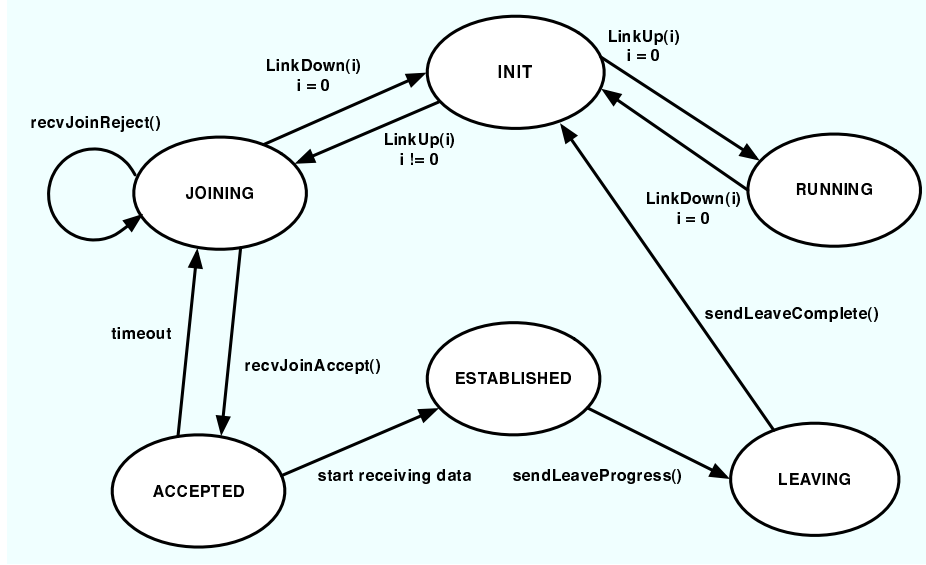 LinkUp(i)
i = 0
LinkDown(i)
i = 0
INIT
recvJoinReject()
LinkUp(i)
i != 0
JOINING
RUNNING
LinkDown(i)
i = 0
sendLeaveComplete()
timeout
recvJoinAccept()
ESTABLISHED
start receiving data
sendLeaveProgress()
LEAVING
ACCEPTED